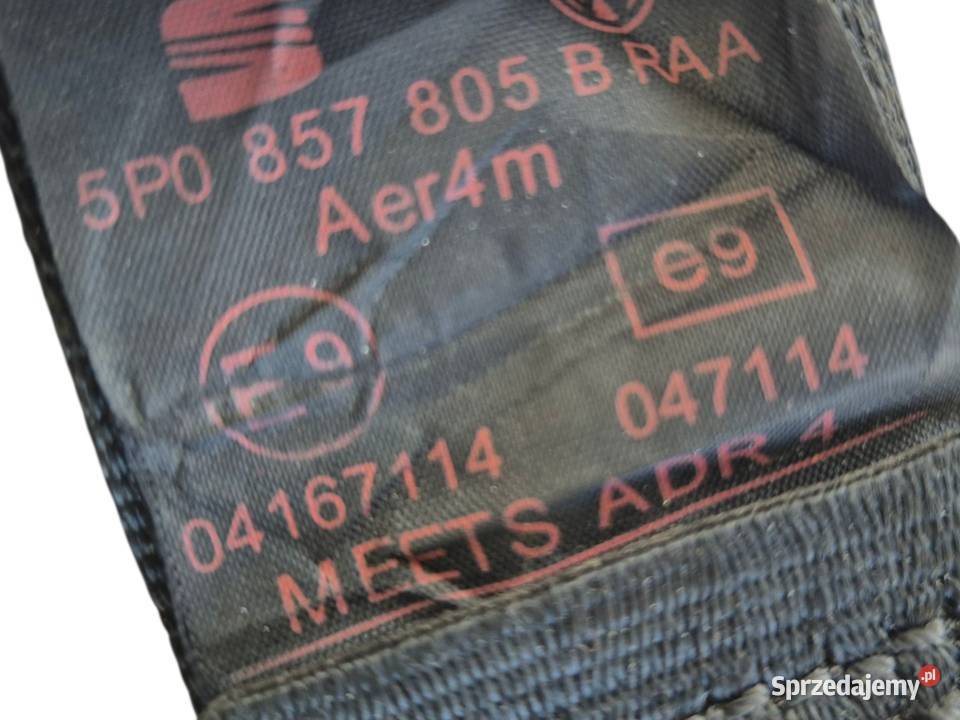 5P0 857 805 B RAA
Aer4m
E9
e9
04167114
047114
MEETS ADR 4
Sprzedajemy.pl